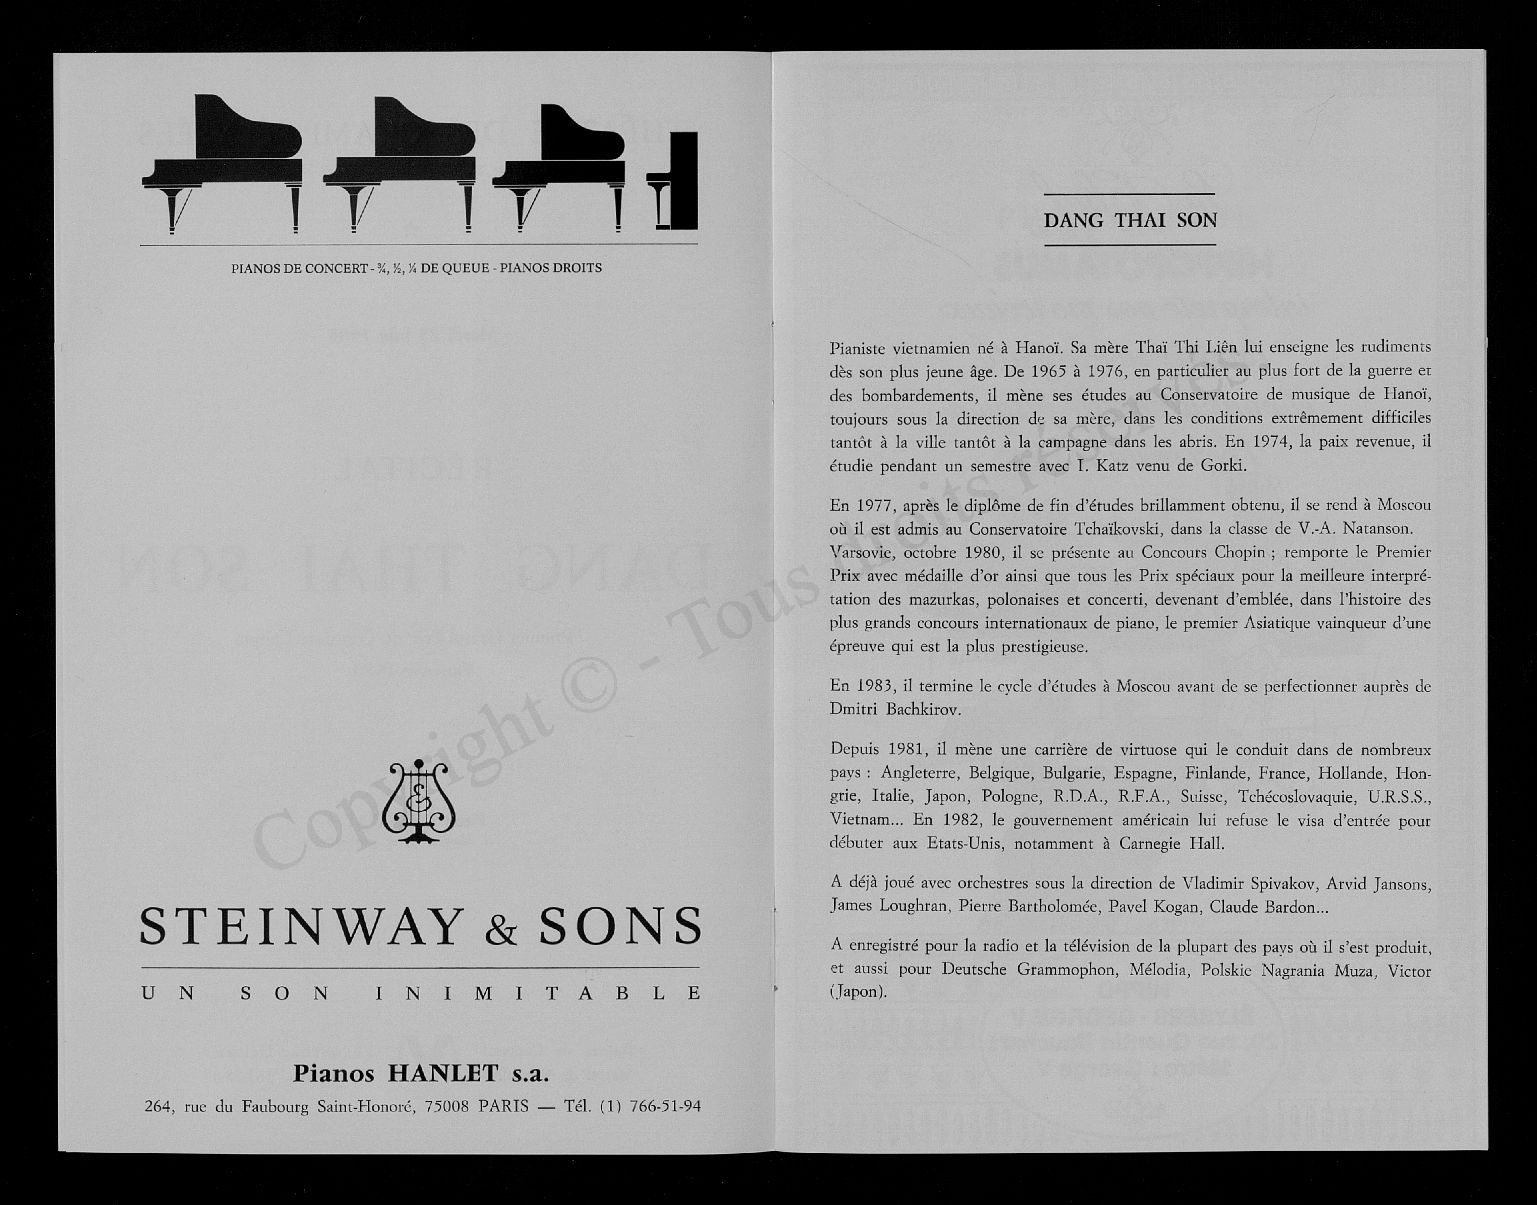 PIANOS DE CONCERT - ¾, ½, ¼ DE QUEUE - PIANOS DROITS
STEINWAY & SONS
UN SON INIMITABLE
Pianos HANLET s.a.
264, rue du Faubourg Saint-Honoré, 75008 PARIS — Tél. (1) 766-51-94
DANG THAI SON
Pianiste vietnamien né à Hanoï. Sa mère Thaï Thi Liên lui enseigne les rudiments
dès son plus jeune âge. De 1965 à 1976, en particulier au plus fort de la guerre et
des bombardements, il mène ses études au Conservatoire de musique de Hanoï,
toujours sous la direction de sa mère, dans les conditions extrêmement difficiles
tantôt à la ville tantôt à la campagne dans les abris. En 1974, la paix revenue, il
étudie pendant un semestre avec I. Katz venu de Gorki.
En 1977, après le diplôme de fin d'études brillamment obtenu, il se rend à Moscou
où il est admis au Conservatoire Tchaïkovski, dans la classe de V.-A. Natanson.
Varsovie, octobre 1980, il se présente au Concours Chopin ; remporte le Premier
Prix avec médaille d'or ainsi que tous les Prix spéciaux pour la meilleure interpré-
tation des mazurkas, polonaises et concerti, devenant d'emblée, dans l'histoire des
plus grands concours internationaux de piano, le premier Asiatique vainqueur d'une
épreuve qui est la plus prestigieuse.
En 1983, il termine le cycle d'études à Moscou avant de se perfectionner auprès de
Dmitri Bachkirov.
Depuis 1981, il mène une carrière de virtuose qui le conduit dans de nombreux
pays : Angleterre, Belgique, Bulgarie, Espagne, Finlande, France, Hollande, Hon-
grie, Italie, Japon, Pologne, R.D.A., R.F.A., Suisse, Tchécoslovaquie, U.R.S.S.,
Vietnam... En 1982, le gouvernement américain lui refuse le visa d'entrée pour
débuter aux Etats-Unis, notamment à Carnegie Hall.
A déjà joué avec orchestres sous la direction de Vladimir Spivakov, Arvid Jansons,
James Loughran, Pierre Bartholomée, Pavel Kogan, Claude Bardon...
A enregistré pour la radio et la télévision de la plupart des pays où il s'est produit,
et aussi pour Deutsche Grammophon, Mélodia, Polskie Nagrania Muza, Victor
(Japon).
Copyright © - Tous droits réservés